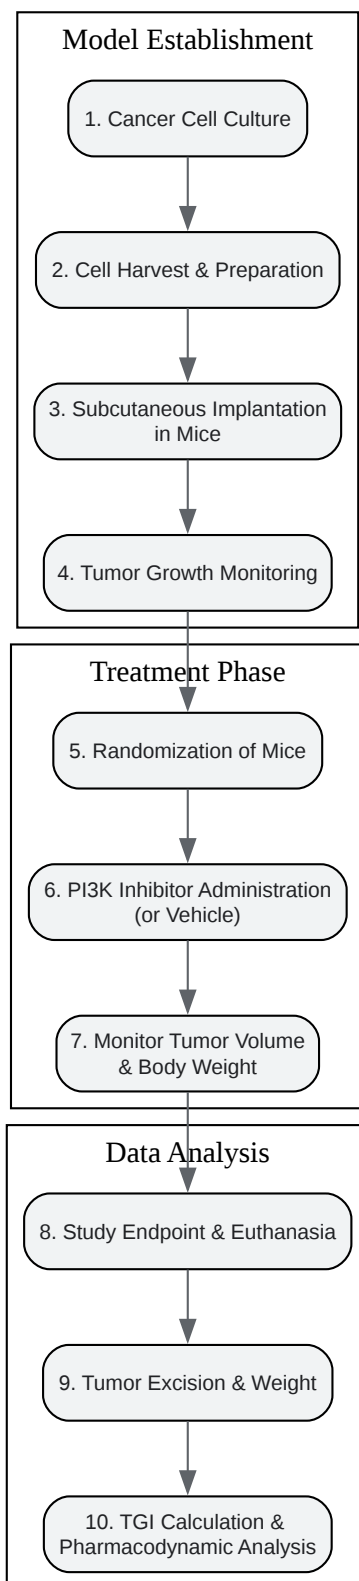 Model Establishment
1. Cancer Cell Culture
2. Cell Harvest & Preparation
3. Subcutaneous Implantation
in Mice
4. Tumor Growth Monitoring
Treatment Phase
5. Randomization of Mice
6. PI3K Inhibitor Administration
(or Vehicle)
7. Monitor Tumor Volume
& Body Weight
Data Analysis
8. Study Endpoint & Euthanasia
9. Tumor Excision & Weight
10. TGI Calculation &
Pharmacodynamic Analysis